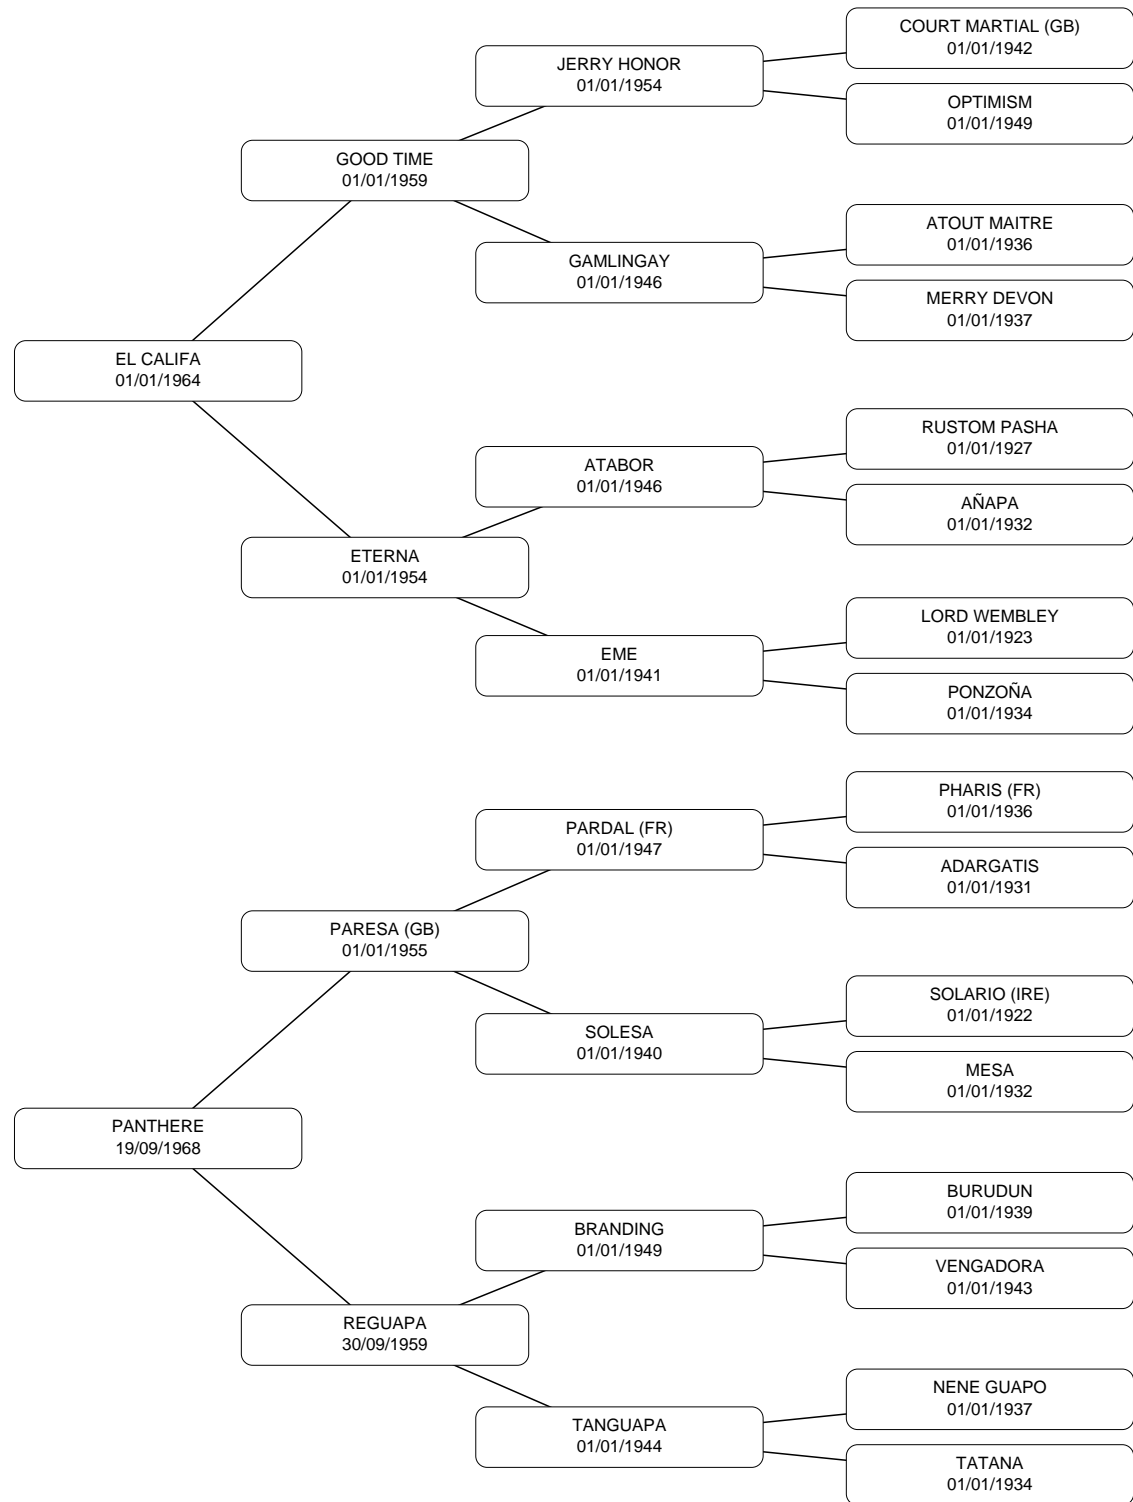 COURT MARTIAL (GB)
01/01/1942
JERRY HONOR
01/01/1954
OPTIMISM
01/01/1949
GOOD TIME
01/01/1959
ATOUT MAITRE
01/01/1936
GAMLINGAY
01/01/1946
MERRY DEVON
01/01/1937
EL CALIFA
01/01/1964
RUSTOM PASHA
01/01/1927
ATABOR
01/01/1946
AÑAPA
01/01/1932
ETERNA
01/01/1954
LORD WEMBLEY
01/01/1923
EME
01/01/1941
PONZOÑA
01/01/1934
PHARIS (FR)
01/01/1936
PARDAL (FR)
01/01/1947
ADARGATIS
01/01/1931
PARESA (GB)
01/01/1955
SOLARIO (IRE)
01/01/1922
SOLESA
01/01/1940
MESA
01/01/1932
PANTHERE
19/09/1968
BURUDUN
01/01/1939
BRANDING
01/01/1949
VENGADORA
01/01/1943
REGUAPA
30/09/1959
NENE GUAPO
01/01/1937
TANGUAPA
01/01/1944
TATANA
01/01/1934